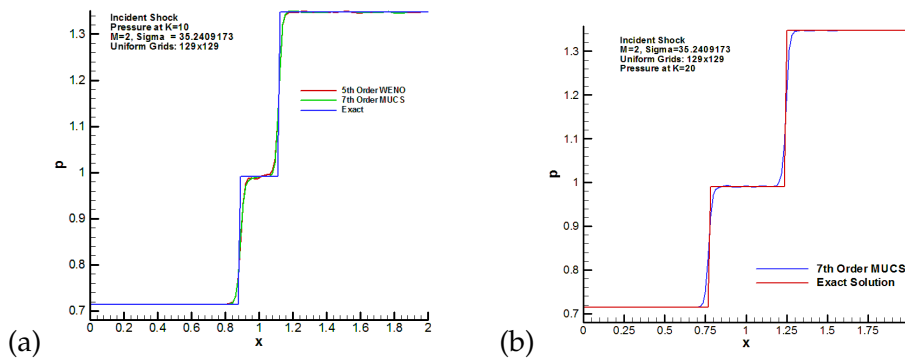 Incident Shock
Pressure at K=10
M=2, Sigma = 35.2409173
Uniform Grids: 129x129
5th Order WENO
7th Order MUCS
Exact
p
1.3
1.2
1.1
1
0.9
0.8
0.7
0 0.2 0.4 0.6 0.8 1 1.2 1.4 1.6 1.8 2
x
(a)
Incident Shock
M=2, Sigma=35.2409173
Uniform Grids: 129x129
Pressure at K=20
7th Order MUCS
Exact Solution
p
1.3
1.2
1.1
1
0.9
0.8
0.7
0 0.25 0.5 0.75 1 1.25 1.5 1.75
x
(b)